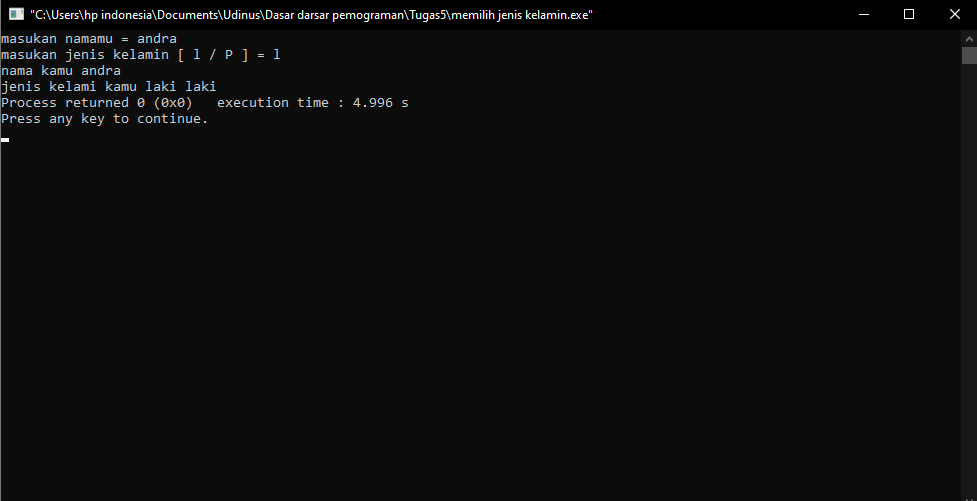 "C:\Users\hp indonesia\Documents\Udinus\Dasar darsar pemograman\Tugas5\memilih jenis kelamin.exe"
masukan namamu = andra
masukan jenis kelamin [ l / P ] = l
nama kamu andra
jenis kelami kamu laki laki
Process returned 0 (0x0)   execution time : 4.996 s
Press any key to continue.